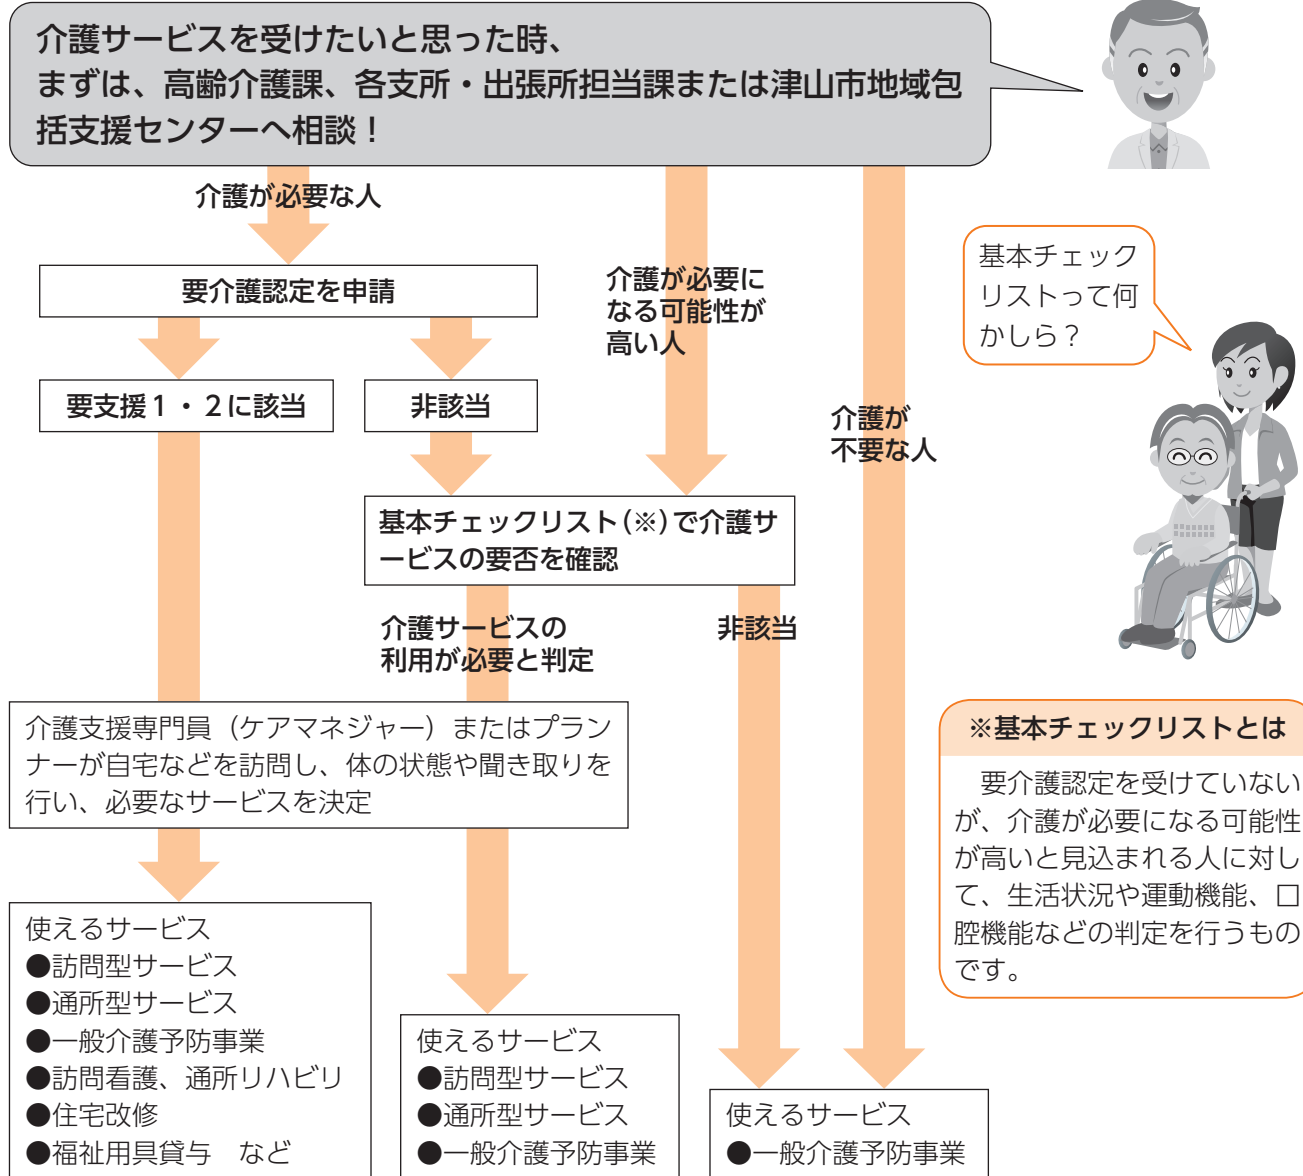 介護サービスを受けたいと思った時、
まずは、高齢介護課、各支所・出張所担当課または津山市地域包
括支援センターへ相談！
介護が必要な人
要介護認定を申請
要支援１・２に該当
非該当
介護が必要に
なる可能性が
高い人
介護が
不要な人
基本チェック
リストって何
かしら？
基本チェックリスト(※)で介護サ
ービスの要否を確認
介護サービスの
利用が必要と判定
非該当
介護支援専門員（ケアマネジャー）またはプラン
ナーが自宅などを訪問し、体の状態や聞き取りを
行い、必要なサービスを決定
※基本チェックリストとは
　要介護認定を受けていない
が、介護が必要になる可能性
が高いと見込まれる人に対し
て、生活状況や運動機能、口
腔機能などの判定を行うもの
です。
使えるサービス
●訪問型サービス
●通所型サービス
●一般介護予防事業
●訪問看護、通所リハビリ
●住宅改修
●福祉用具貸与　など
使えるサービス
●訪問型サービス
●通所型サービス
●一般介護予防事業
使えるサービス
●一般介護予防事業